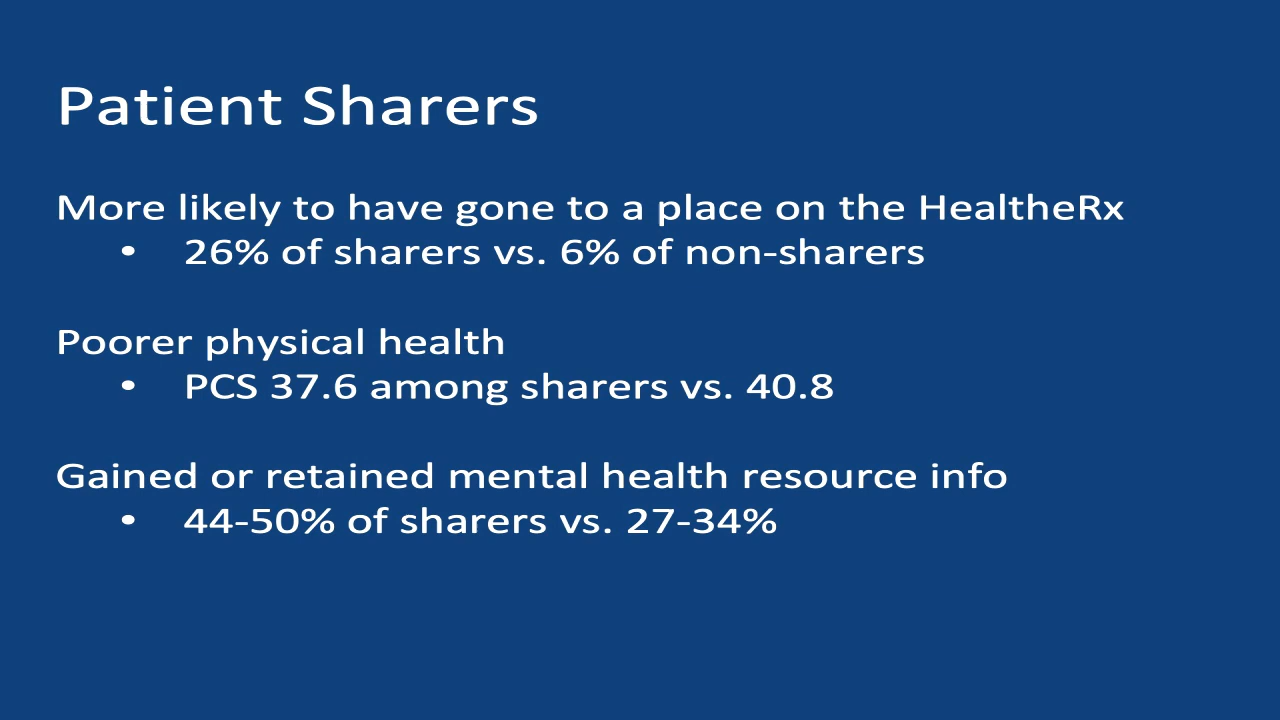 Patient Sharers
More likely to have gone to a place on the HealtheRx
• 26% of sharers vs. 6% of non-sharers
Poorer physical health
• PCS 37.6 among sharers vs. 40.8
Gained or retained mental health resource info
• 44-50% of sharers vs. 27-34%